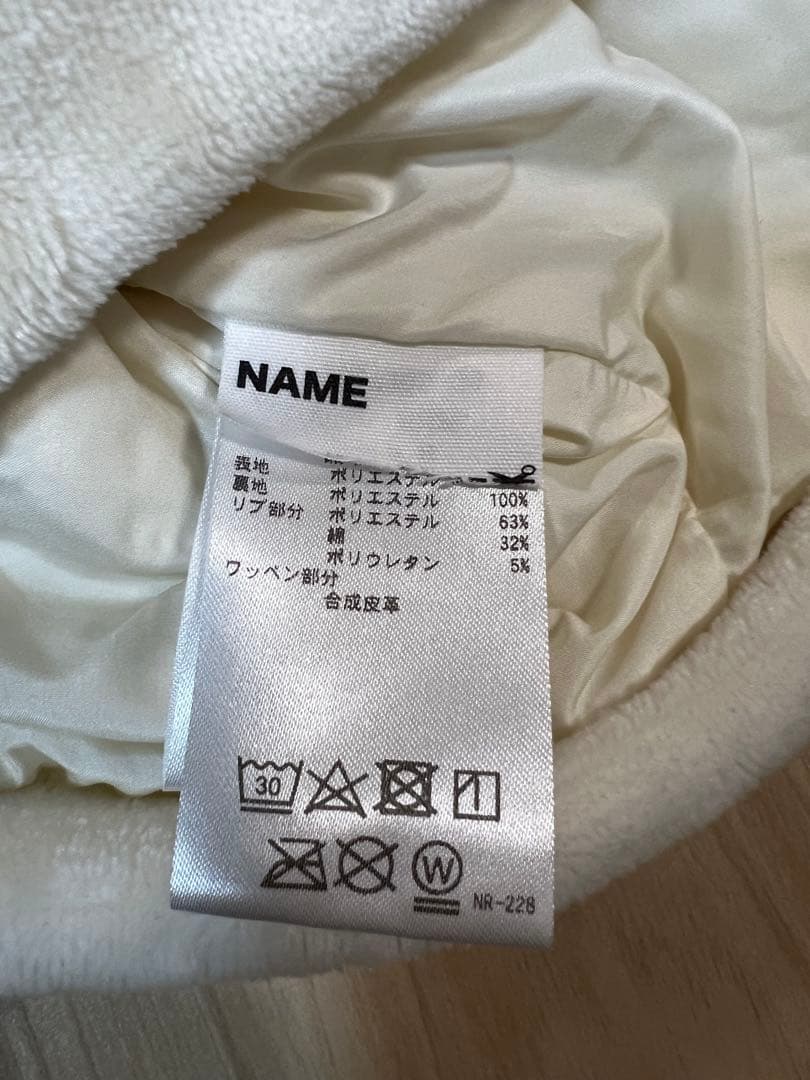 NAME
表地 ポリエステル
裏地 ポリエステル 100%
リブ部分 ポリエステル 63%
綿 32%
ポリウレタン 5%
ワッペン部分
合成皮革
30
W NR-228